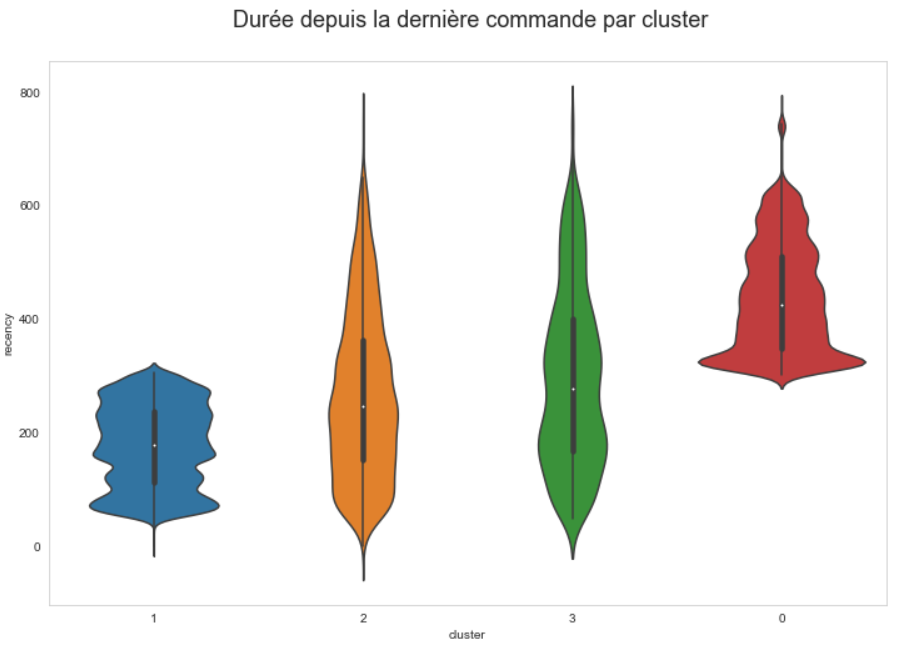 Durée depuis la dernière commande par cluster
800
600
400
200
0
recency
1 2 3 0
cluster